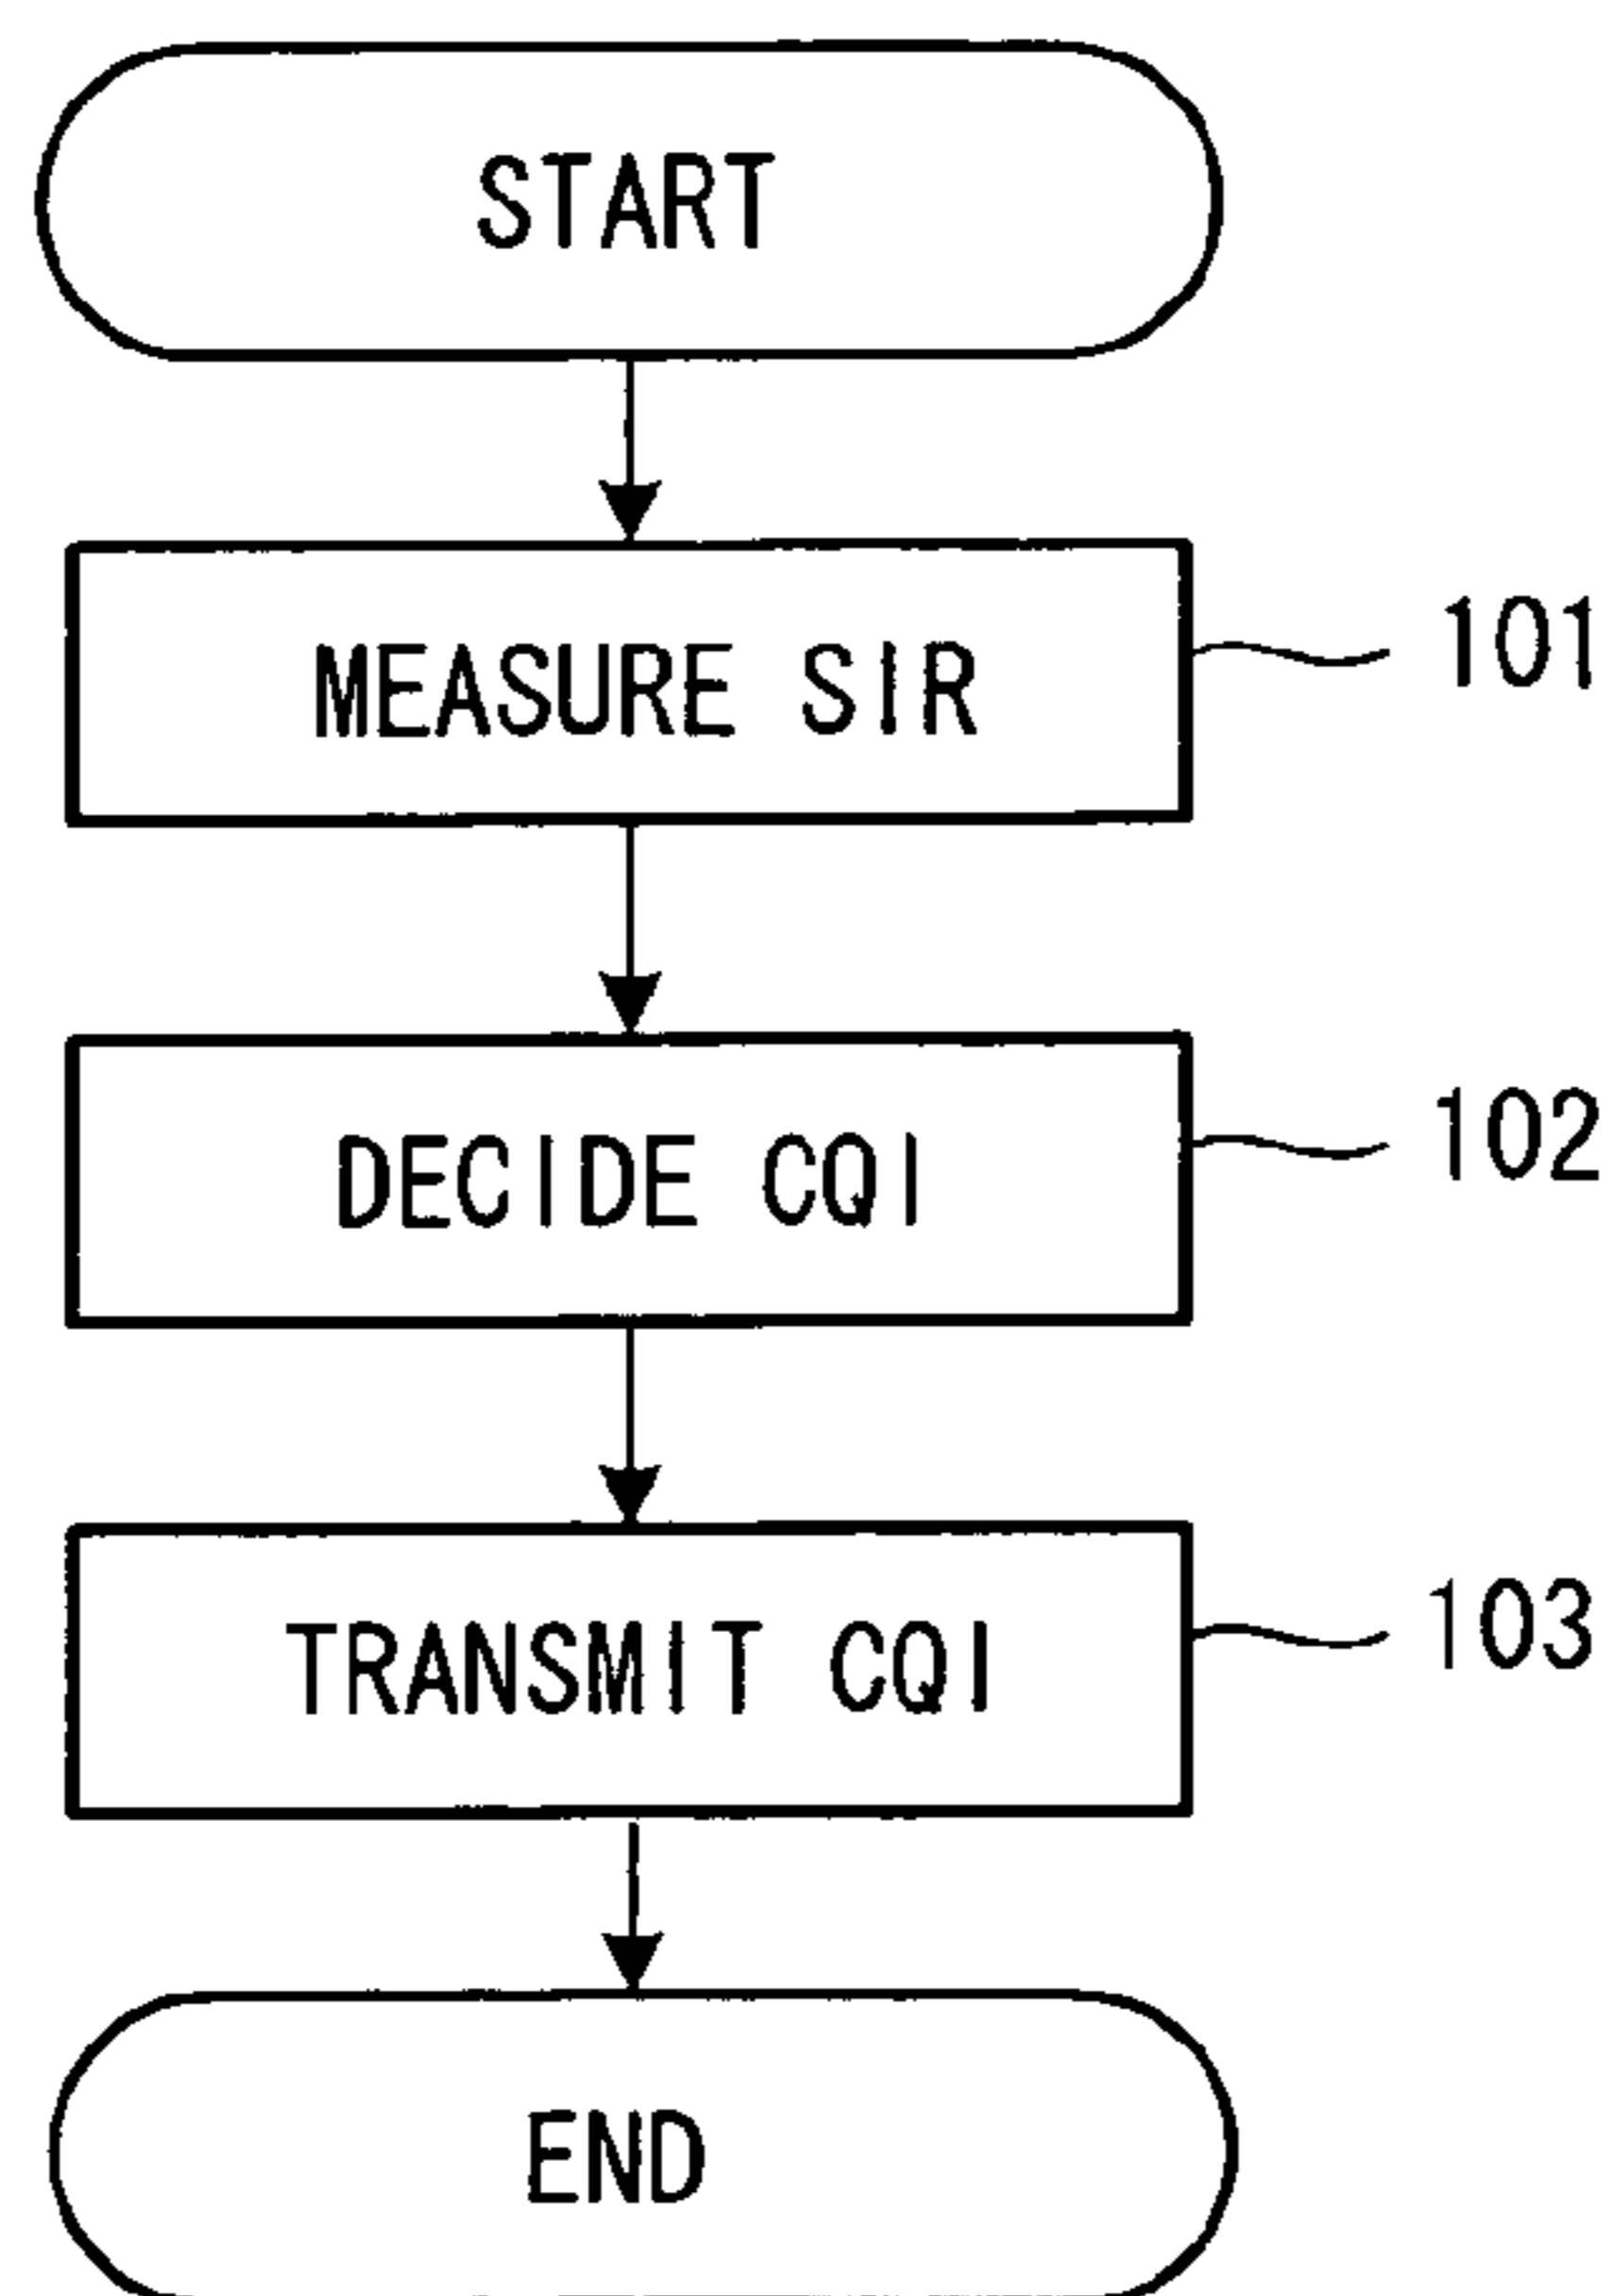 START
MEASURE SIR
101
DECIDE CQI
102
TRANSMIT CQI
103
END